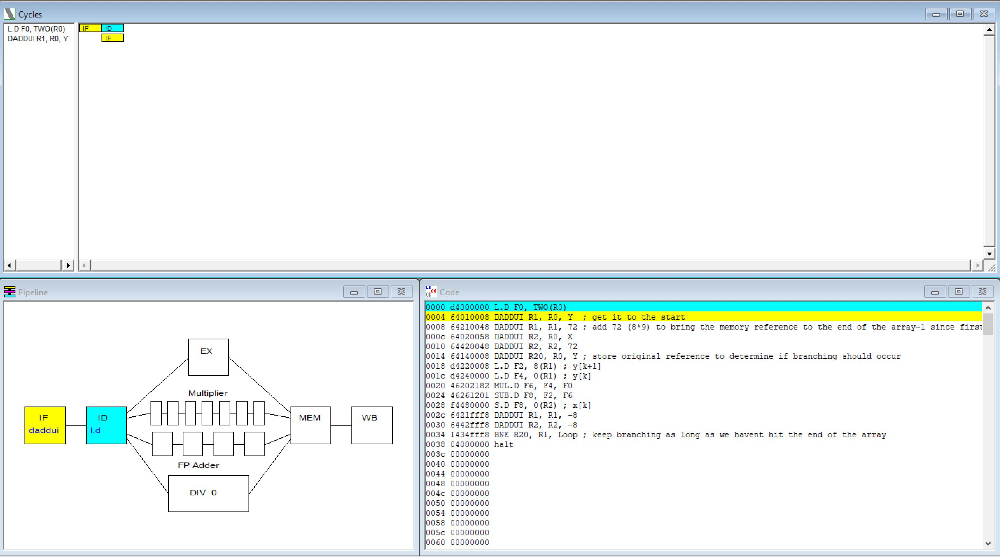 Cycles
L.D F0, TWO(R0)
DADDUI R1, R0, Y
IF ID
IF
Pipeline
EX
Multiplier
IF
daddui
ID
l.d
MEM
WB
FP Adder
DIV 0
Code
0000 d4000000 L.D F0, TWO(R0)
0004 64010008 DADDUI R1, R0, Y ; get it to the start
0008 64210048 DADDUI R1, R1, 72 ; add 72 (8*9) to bring the memory reference to the end of the array-1 since first
000c 64020058 DADDUI R2, R0, X
0010 64420048 DADDUI R2, R2, 72
0014 64140008 DADDUI R20, R0, Y ; store original reference to determine if branching should occur
0018 d4220008 L.D F2, 8(R1) ; y[k+1]
001c d4240000 L.D F4, 0(R1) ; y[k]
0020 46202182 MUL.D F6, F4, F0
0024 46261201 SUB.D F8, F2, F6
0028 f4480000 S.D F8, 0(R2) ; x[k]
002c 6421fff8 DADDUI R1, R1, -8
0030 6442fff8 DADDUI R2, R2, -8
0034 1434fff8 BNE R20, R1, Loop ; keep branching as long as we havent hit the end of the array
0038 04000000 halt
003c 00000000
0040 00000000
0044 00000000
0048 00000000
004c 00000000
0050 00000000
0054 00000000
0058 00000000
005c 00000000
0060 00000000